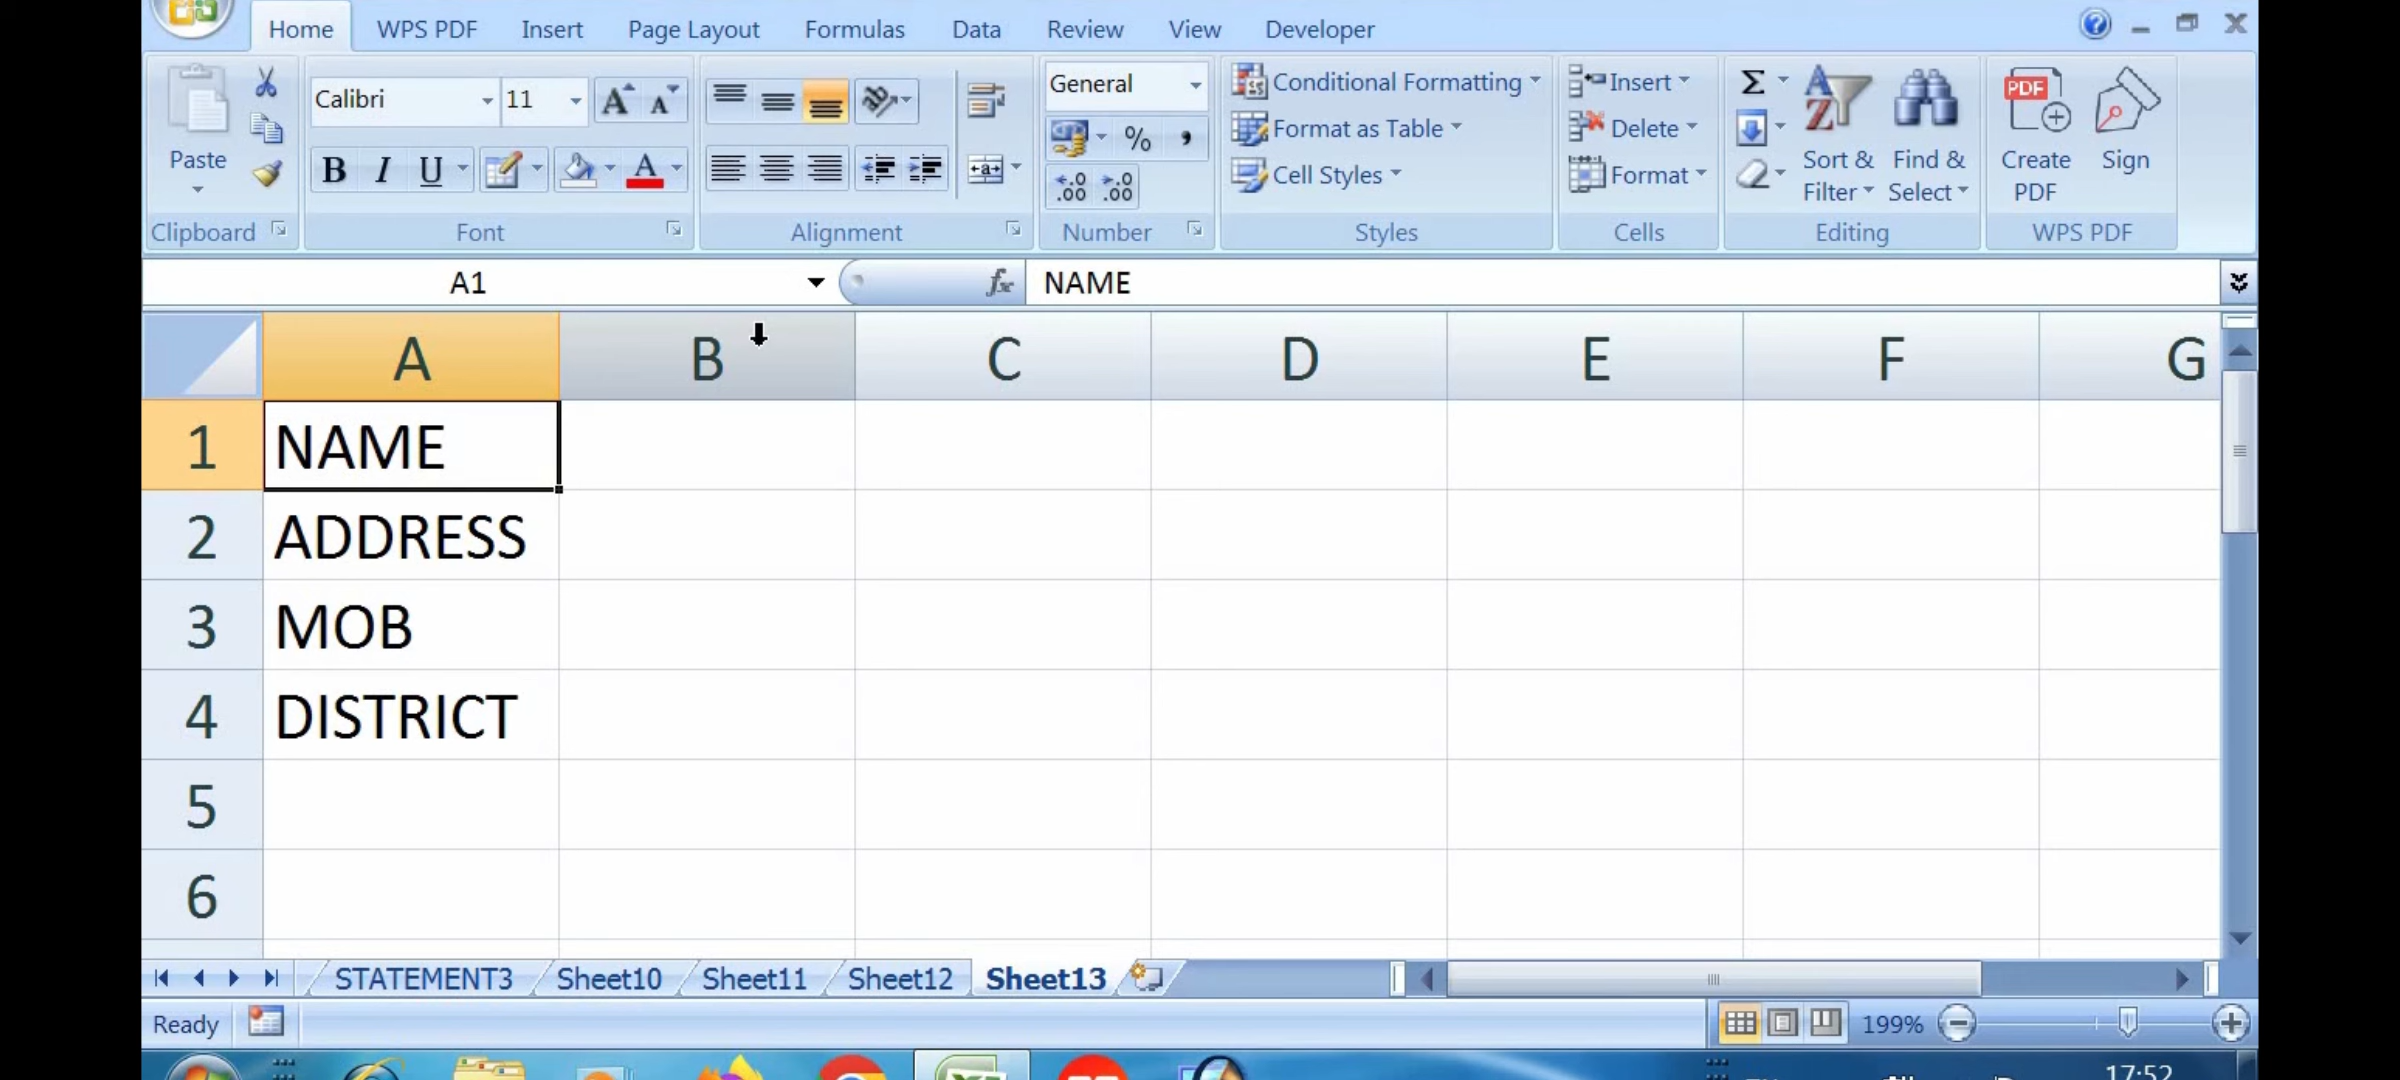 Home WPS PDF Insert Page Layout Formulas Data Review View Developer
Calibri 11 General Conditional Formatting Insert Σ
Paste B I U A % , Format as Table Delete Sort & Filter Find & Select Create PDF Sign
Cell Styles Format
Clipboard Font Alignment Number Styles Cells Editing WPS PDF
A1 fx NAME
A B C D E F G
1 NAME
2 ADDRESS
3 MOB
4 DISTRICT
5
6
STATEMENT3 Sheet10 Sheet11 Sheet12 Sheet13
Ready 199%
17:52